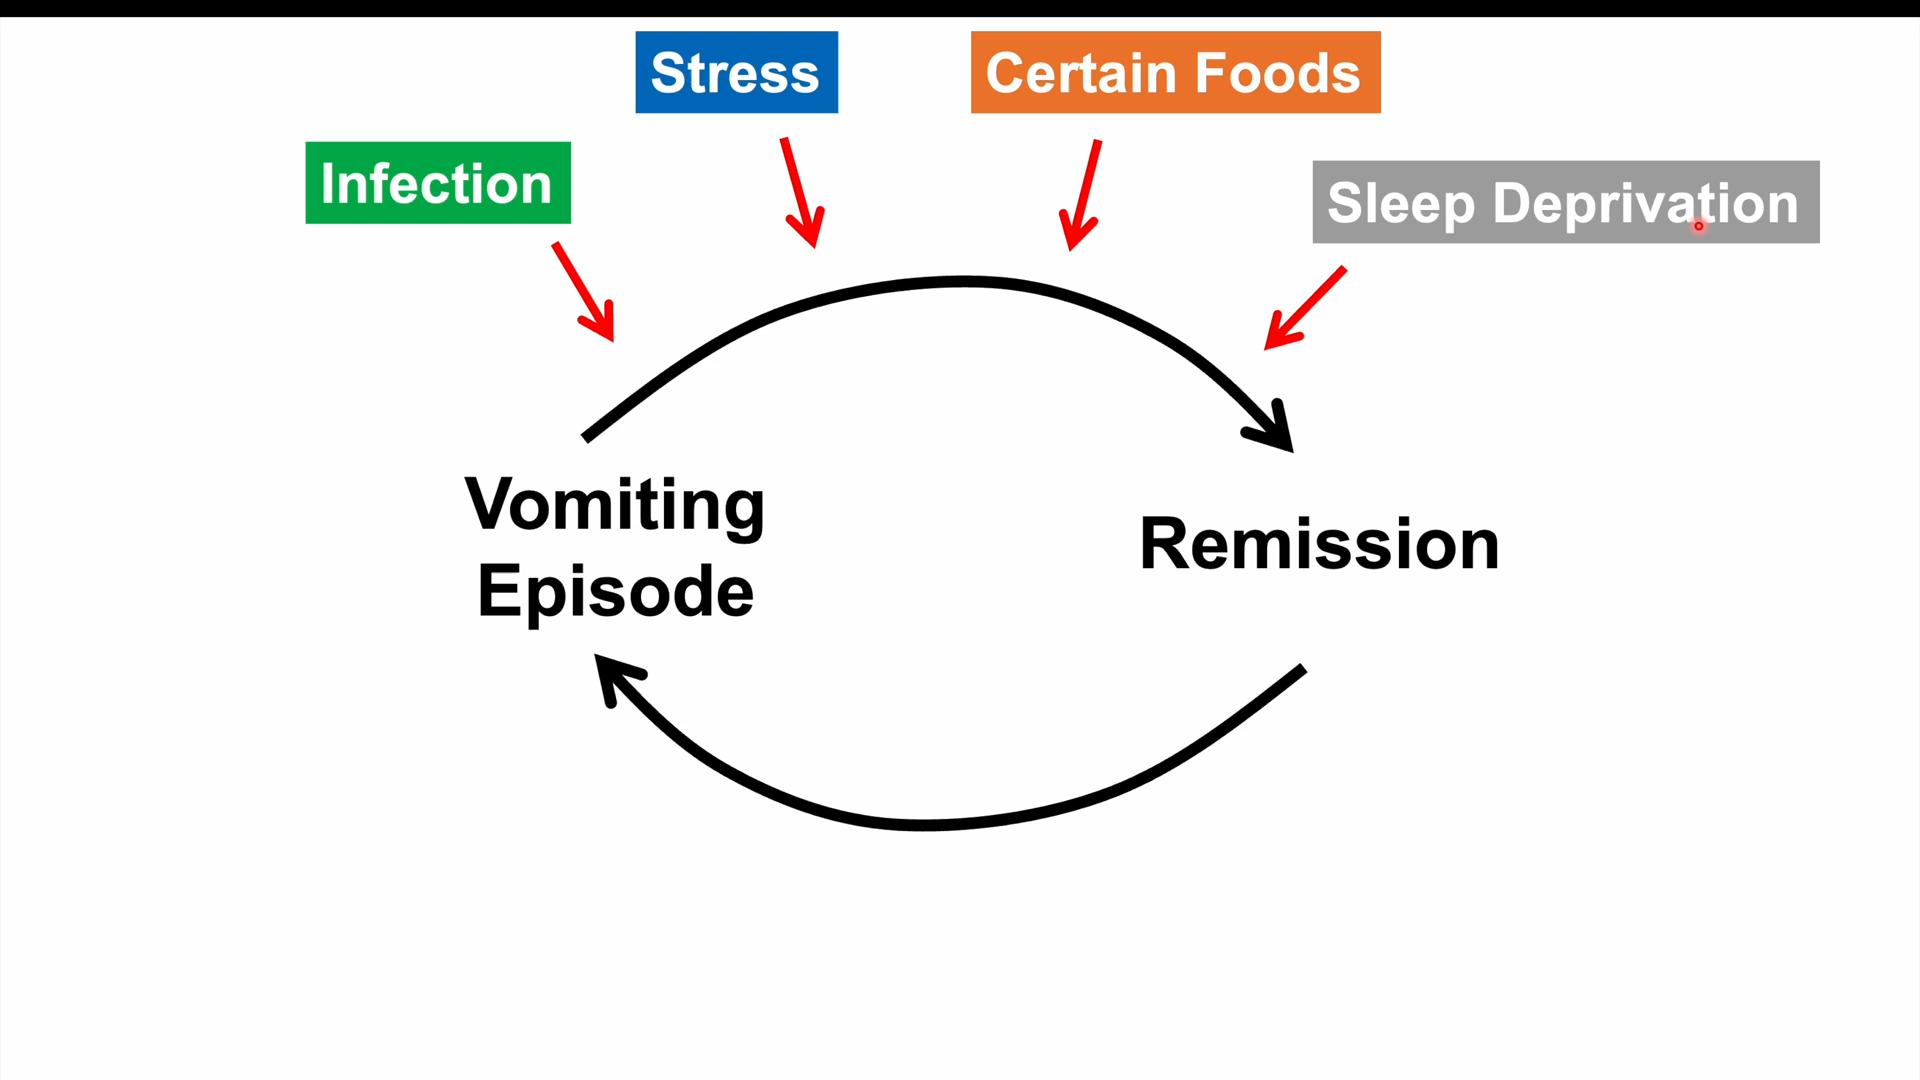 Stress
Certain Foods
Infection
Sleep Deprivation
Vomiting
Episode
Remission